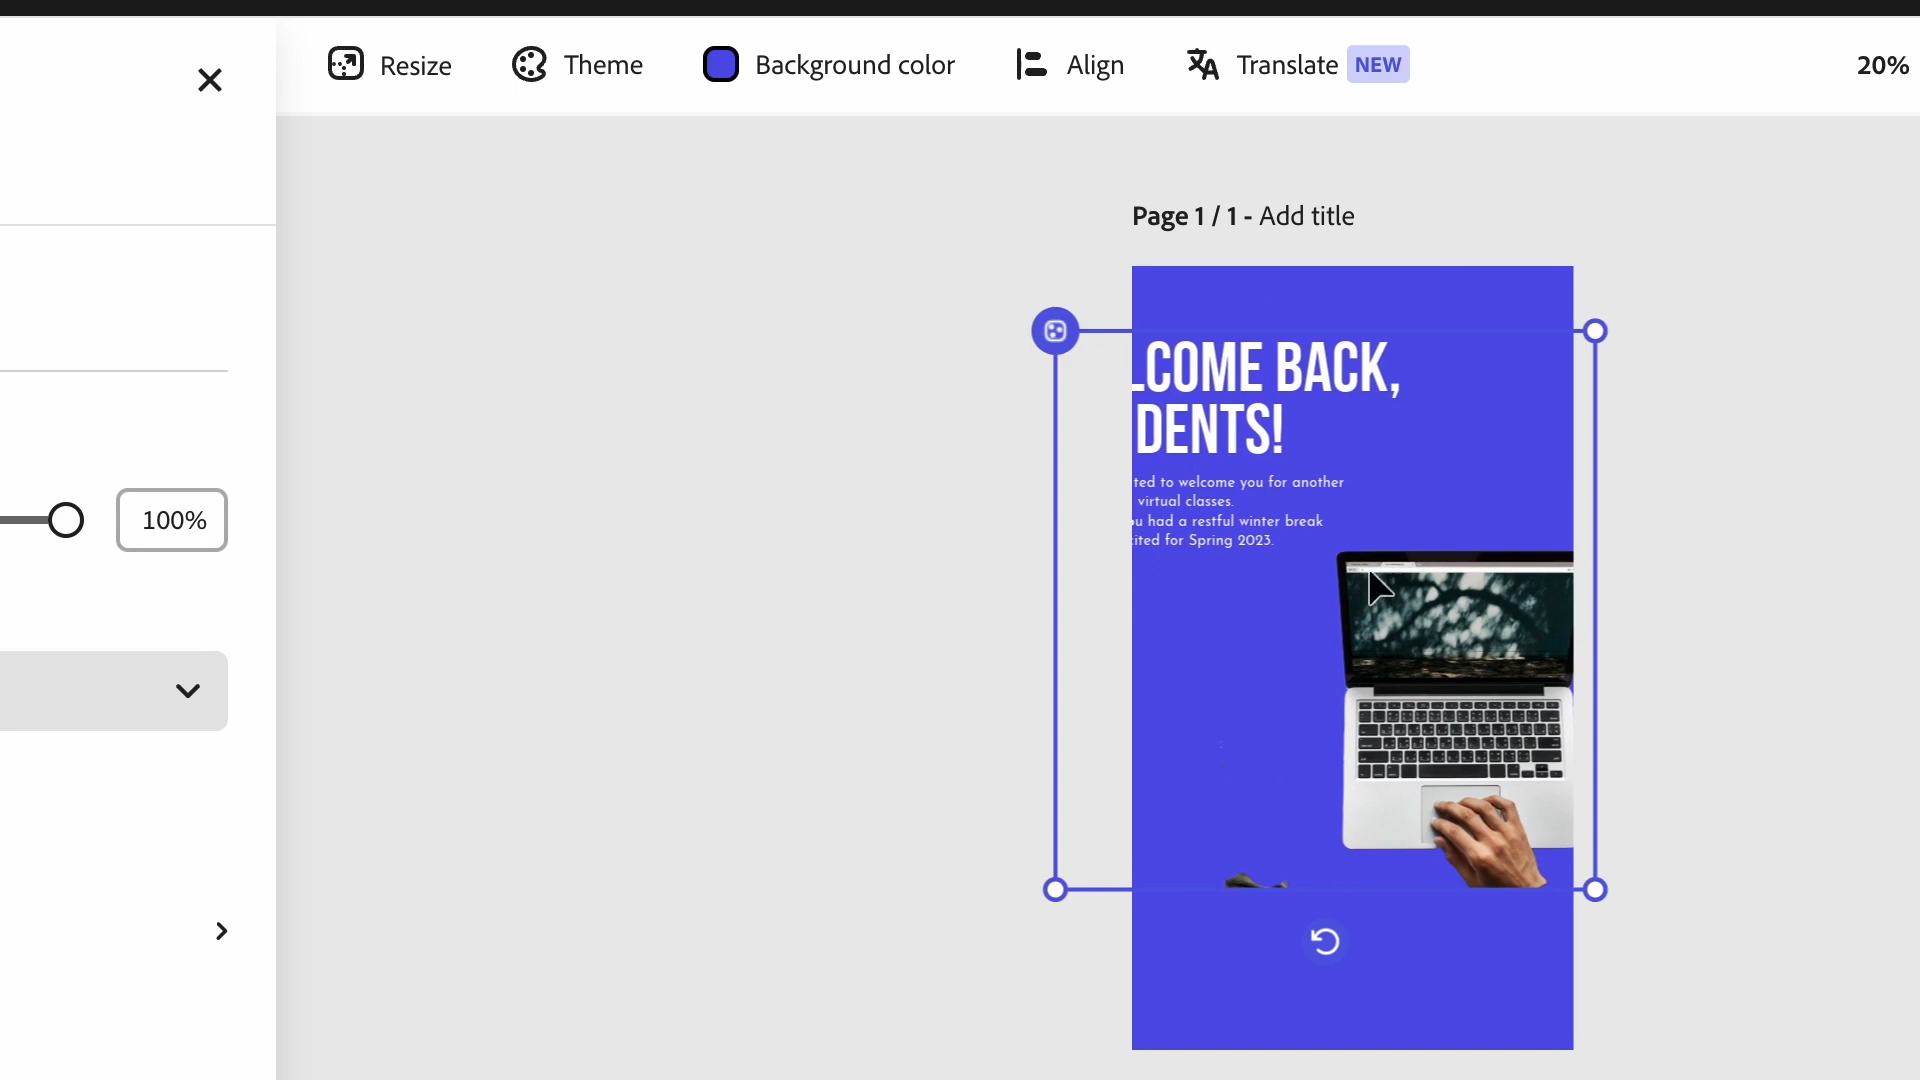 Resize Theme Background color Align Translate NEW 20%
Page 1 / 1 - Add title
LCOME BACK,
DENTS!
ted to welcome you for another
virtual classes.
u had a restful winter break
ited for Spring 2023.
100%